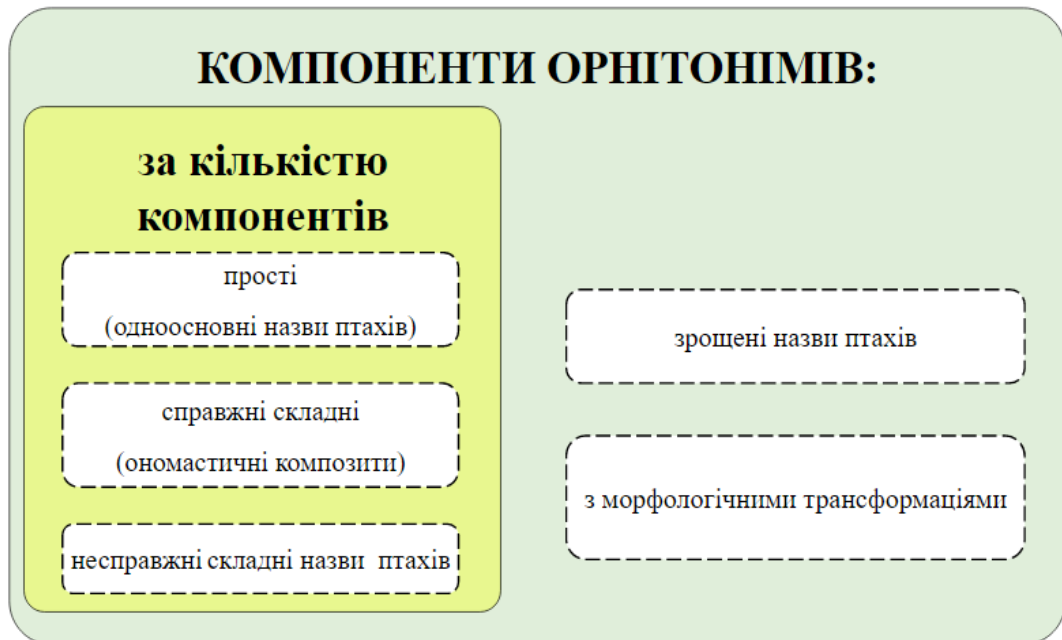 КОМПОНЕНТИ ОРНІТОНІМІВ:
за кількістю
компонентів
прості
(одноосновні назви птахів)
справжні складні
(ономастичні композити)
несправжні складні назви птахів
зрощені назви птахів
з морфологічними трансформаціями